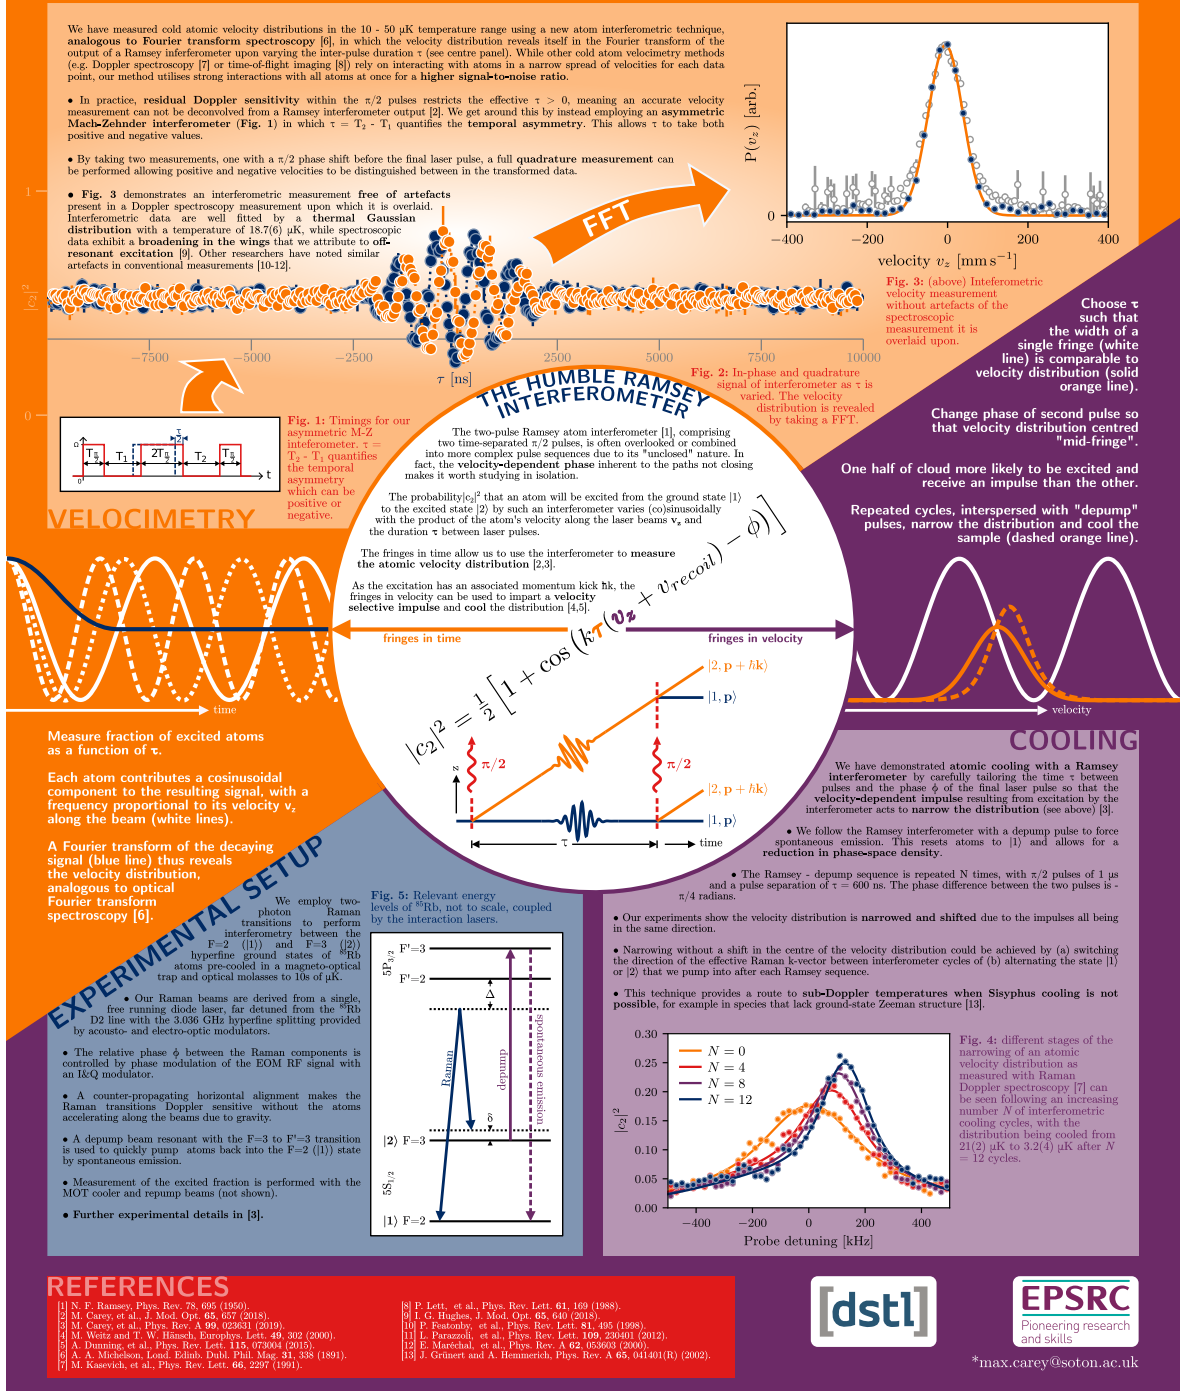 We have measured cold atomic velocity distributions in the 10 - 50 μK temperature range using a new atom interferometric technique,
analogous to Fourier transform spectroscopy [6], in which the velocity distribution reveals itself in the Fourier transform of the
output of a Ramsey interferometer upon varying the inter-pulse duration τ (see centre panel). While other cold atom velocimetry methods
(e.g. Doppler spectroscopy [7] or time-of-flight imaging [8]) rely on interacting with atoms in a narrow spread of velocities for each data
point, our method utilises strong interactions with all atoms at once for a higher signal-to-noise ratio.
• In practice, residual Doppler sensitivity within the π/2 pulses restricts the effective τ > 0, meaning an accurate velocity
measurement can not be deconvolved from a Ramsey interferometer output [2]. We get around this by instead employing an asymmetric
Mach-Zehnder interferometer (Fig. 1) in which τ = T₂ - T₁ quantifies the temporal asymmetry. This allows τ to take both
positive and negative values.
• By taking two measurements, one with a π/2 phase shift before the final laser pulse, a full quadrature measurement can
be performed allowing positive and negative velocities to be distinguished between in the transformed data.
• Fig. 3 demonstrates an interferometric measurement free of artefacts
present in a Doppler spectroscopy measurement upon which it is overlaid.
Interferometric data are well fitted by a thermal Gaussian
distribution with a temperature of 18.7(6) μK, while spectroscopic
data exhibit a broadening in the wings that we attribute to off-
resonant excitation [9]. Other researchers have noted similar
artefacts in conventional measurements [10-12].
FFT
P(v_z) [arb.]
0
−400 −200 0 200 400
velocity v_z [mm s⁻¹]
Fig. 3: (above) Inteferometric
velocity measurement
without artefacts of the
spectroscopic
measurement it is
overlaid upon.
1
|c₂|²
0
−7500 −5000 −2500 2500 5000 7500 10000
τ [ns]
Fig. 2: In-phase and quadrature
signal of interferometer as τ is
varied. The velocity
distribution is revealed
by taking a FFT.
Ω
0
T_π/2 T₁ 2T_π/2 T₂ T_π/2
τ/2
t
Fig. 1: Timings for our
asymmetric M-Z
inteferometer. τ =
T₂ - T₁ quantifies
the temporal
asymmetry
which can be
positive or
negative.
VELOCIMETRY
Choose τ
such that
the width of a
single fringe (white
line) is comparable to
velocity distribution (solid
orange line).
Change phase of second pulse so
that velocity distribution centred
"mid-fringe".
One half of cloud more likely to be excited and
receive an impulse than the other.
Repeated cycles, interspersed with "depump"
pulses, narrow the distribution and cool the
sample (dashed orange line).
THE HUMBLE RAMSEY
INTERFEROMETER
The two-pulse Ramsey atom interferometer [1], comprising
two time-separated π/2 pulses, is often overlooked or combined
into more complex pulse sequences due to its "unclosed" nature. In
fact, the velocity-dependent phase inherent to the paths not closing
makes it worth studying in isolation.
The probability|c₂|² that an atom will be excited from the ground state |1⟩
to the excited state |2⟩ by such an interferometer varies (co)sinusoidally
with the product of the atom's velocity along the laser beams v_z and
the duration τ between laser pulses.
The fringes in time allow us to use the interferometer to measure
the atomic velocity distribution [2,3].
As the excitation has an associated momentum kick ħk, the
fringes in velocity can be used to impart a velocity
selective impulse and cool the distribution [4,5].
|c₂|² = ½ [1 + cos (kτ(v_z + v_recoil) − ϕ)]
fringes in time
fringes in velocity
|2, p + ħk⟩
|1, p⟩
π/2
π/2
z
|2, p + ħk⟩
|1, p⟩
τ
time
time
velocity
Measure fraction of excited atoms
as a function of τ.
Each atom contributes a cosinusoidal
component to the resulting signal, with a
frequency proportional to its velocity v_z
along the beam (white lines).
A Fourier transform of the decaying
signal (blue line) thus reveals
the velocity distribution,
analogous to optical
Fourier transform
spectroscopy [6].
EXPERIMENTAL SETUP
We employ two-
photon Raman
transitions to perform
interferometry between the
F=2 (|1⟩) and F=3 (|2⟩)
hyperfine ground states of ⁸⁵Rb
atoms pre-cooled in a magneto-optical
trap and optical molasses to 10s of μK.
• Our Raman beams are derived from a single,
free running diode laser, far detuned from the ⁸⁵Rb
D2 line with the 3.036 GHz hyperfine splitting provided
by acousto- and electro-optic modulators.
• The relative phase ϕ between the Raman components is
controlled by phase modulation of the EOM RF signal with
an I&Q modulator.
• A counter-propagating horizontal alignment makes the
Raman transitions Doppler sensitive without the atoms
accelerating along the beams due to gravity.
• A depump beam resonant with the F=3 to F'=3 transition
is used to quickly pump atoms back into the F=2 (|1⟩) state
by spontaneous emission.
• Measurement of the excited fraction is performed with the
MOT cooler and repump beams (not shown).
• Further experimental details in [3].
Fig. 5: Relevant energy
levels of ⁸⁵Rb, not to scale, coupled
by the interaction lasers.
5P₃/₂
F'=3
F'=2
Δ
Raman
depump
spontaneous emission
δ
|2⟩ F=3
5S₁/₂
|1⟩ F=2
COOLING
We have demonstrated atomic cooling with a Ramsey
interferometer by carefully tailoring the time τ between
pulses and the phase ϕ of the final laser pulse so that the
velocity-dependent impulse resulting from excitation by the
interferometer acts to narrow the distribution (see above) [3].
• We follow the Ramsey interferometer with a depump pulse to force
spontaneous emission. This resets atoms to |1⟩ and allows for a
reduction in phase-space density.
• The Ramsey - depump sequence is repeated N times, with π/2 pulses of 1 μs
and a pulse separation of τ = 600 ns. The phase difference between the two pulses is -
π/4 radians.
• Our experiments show the velocity distribution is narrowed and shifted due to the impulses all being
in the same direction.
• Narrowing without a shift in the centre of the velocity distribution could be achieved by (a) switching
the direction of the effective Raman k-vector between interferometer cycles of (b) alternating the state |1⟩
or |2⟩ that we pump into after each Ramsey sequence.
• This technique provides a route to sub-Doppler temperatures when Sisyphus cooling is not
possible, for example in species that lack ground-state Zeeman structure [13].
|c₂|²
0.30
0.25
0.20
0.15
0.10
0.05
0.00
N = 0
N = 4
N = 8
N = 12
−400 −200 0 200 400
Probe detuning [kHz]
Fig. 4: different stages of the
narrowing of an atomic
velocity distribution as
measured with Raman
Doppler spectroscopy [7] can
be seen following an increasing
number N of interferometric
cooling cycles, with the
distribution being cooled from
21(2) μK to 3.2(4) μK after N
= 12 cycles.
REFERENCES
[1] N. F. Ramsey, Phys. Rev. 78, 695 (1950).
[2] M. Carey, et al., J. Mod. Opt. 65, 657 (2018).
[3] M. Carey, et al., Phys. Rev. A 99, 023631 (2019).
[4] M. Weitz and T. W. Hänsch, Europhys. Lett. 49, 302 (2000).
[5] A. Dunning, et al., Phys. Rev. Lett. 115, 073004 (2015).
[6] A. A. Michelson, Lond. Edinb. Dubl. Phil. Mag. 31, 338 (1891).
[7] M. Kasevich, et al., Phys. Rev. Lett. 66, 2297 (1991).
[8] P. Lett, et al., Phys. Rev. Lett. 61, 169 (1988).
[9] I. G. Hughes, J. Mod. Opt. 65, 640 (2018).
[10] P. Featonby, et al., Phys. Rev. Lett. 81, 495 (1998).
[11] L. Parazzoli, et al., Phys. Rev. Lett. 109, 230401 (2012).
[12] E. Maréchal, et al., Phys. Rev. A 62, 053603 (2000).
[13] J. Grünert and A. Hemmerich, Phys. Rev. A 65, 041401(R) (2002).
[dstl]
EPSRC
Pioneering research
and skills
*max.carey@soton.ac.uk